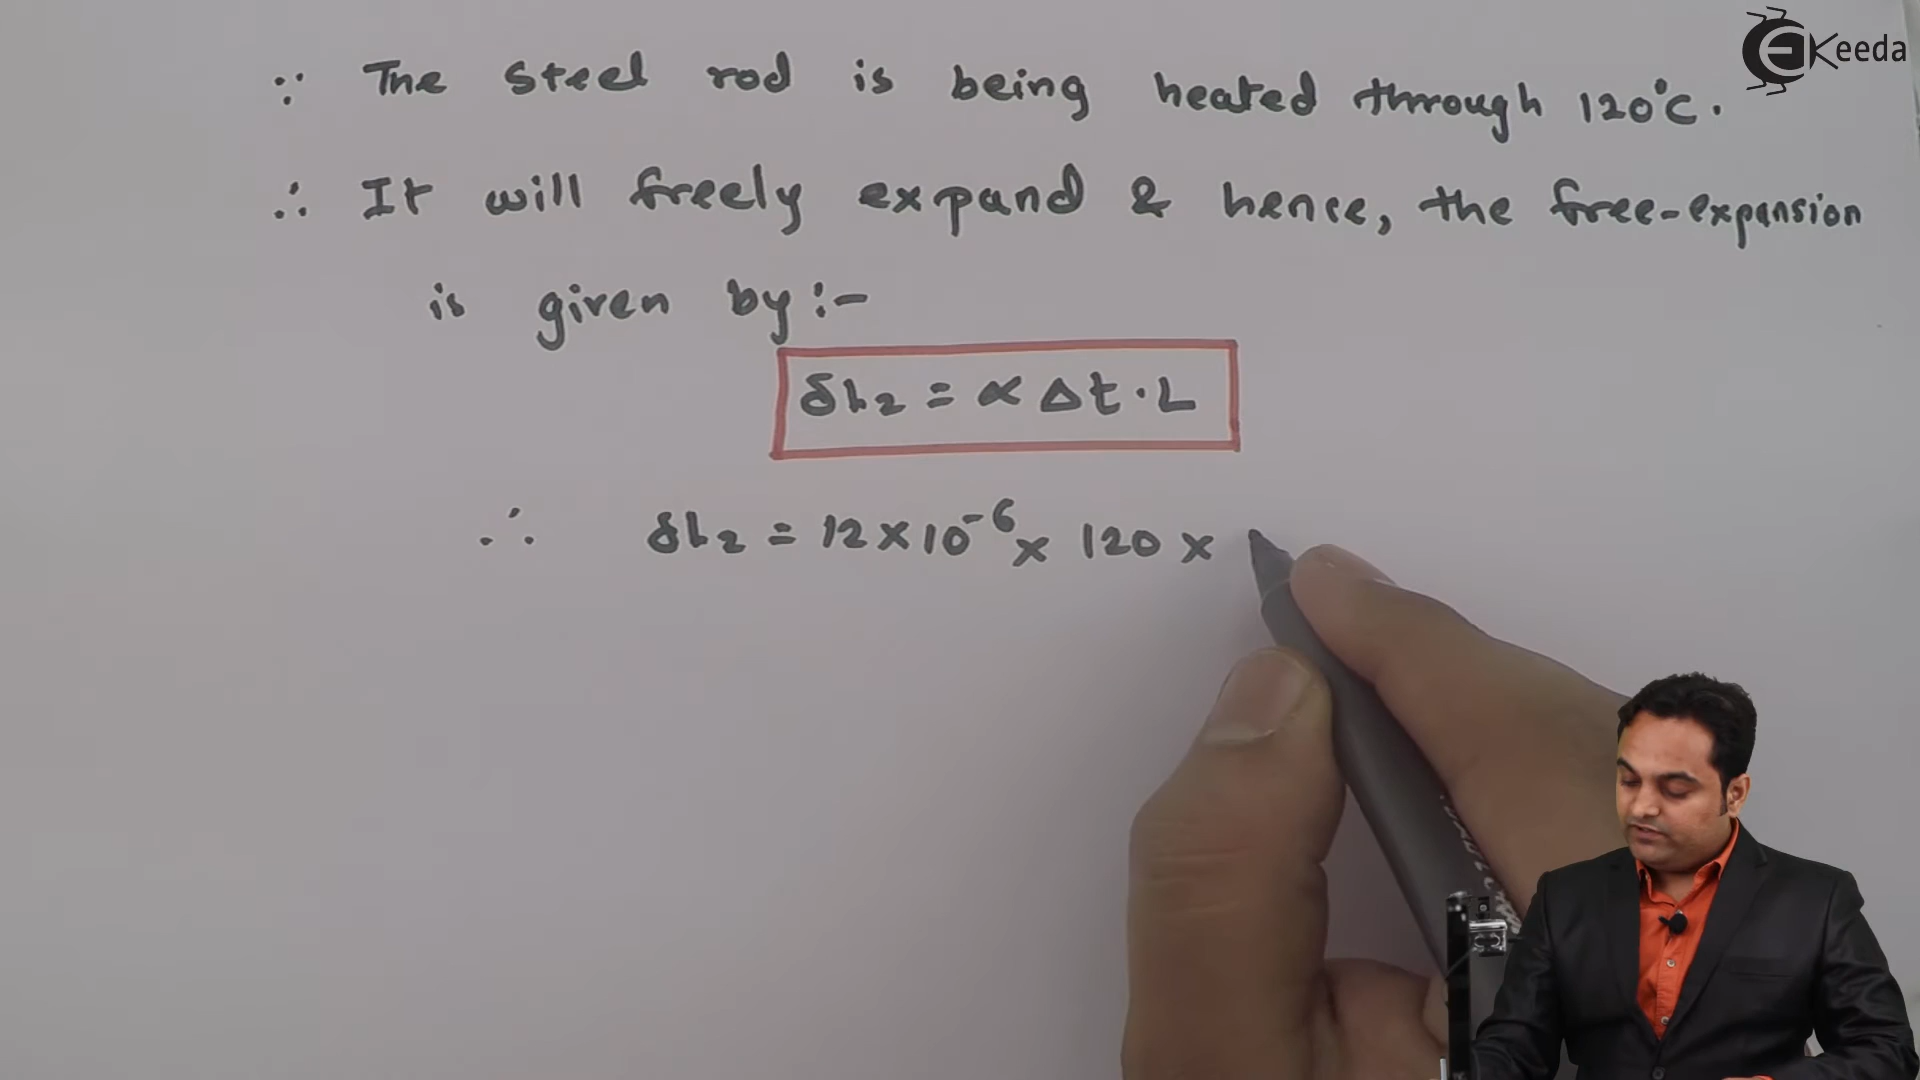 Keeda
∵ The steel rod is being heated through 120°C.
∴ It will freely expand & hence, the free-expansion
is given by:-
δL₂ = α Δt · L
∴ δL₂ = 12 × 10⁻⁶ × 120 ×